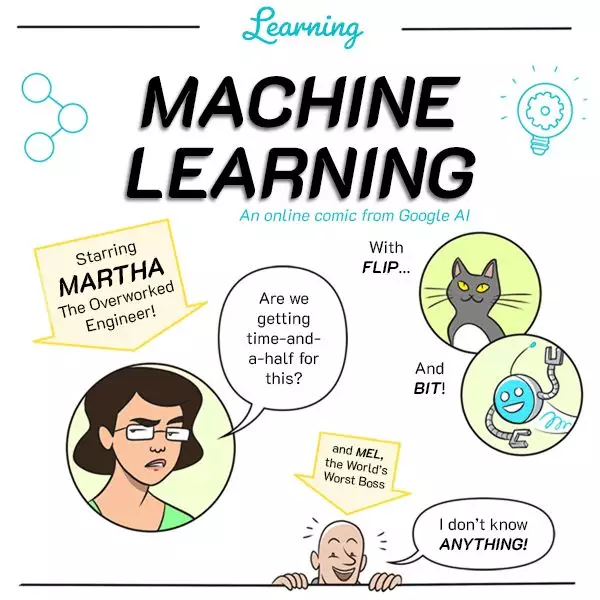 Learning
MACHINE
LEARNING
An online comic from Google AI
Starring
MARTHA
The Overworked
Engineer!
Are we
getting
time-and-
a-half for
this?
With
FLIP...
And
BIT!
and MEL,
the World's
Worst Boss
I don't know
ANYTHING!